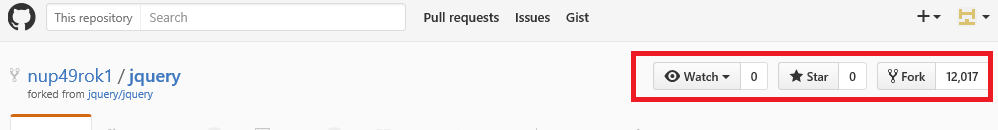 This repository Search Pull requests Issues Gist
nup49rok1 / jquery Watch 0 Star 0 Fork 12,017
forked from jquery/jquery